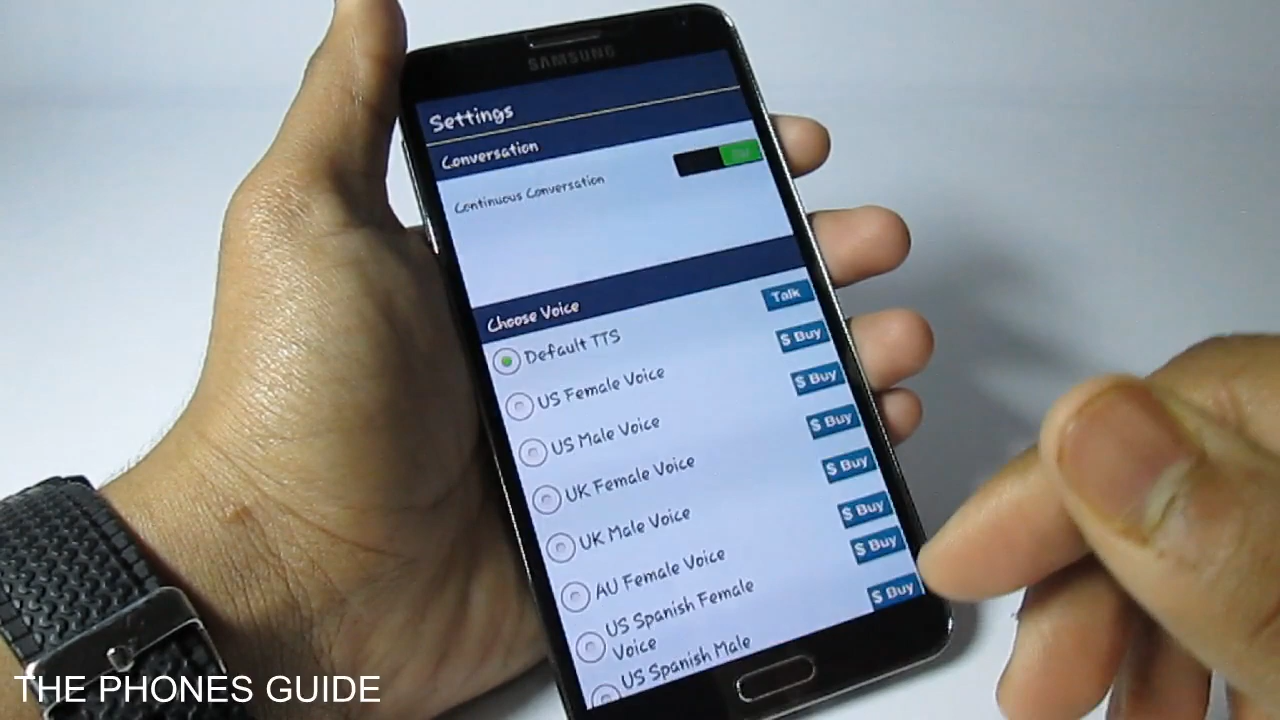 SAMSUNG
Settings
Conversation
Continuous Conversation
Choose Voice
Default TTS
Talk
US Female Voice
$ Buy
US Male Voice
$ Buy
UK Female Voice
$ Buy
UK Male Voice
$ Buy
AU Female Voice
$ Buy
US Spanish Female
Voice
$ Buy
US Spanish Male
$ Buy
THE PHONES GUIDE